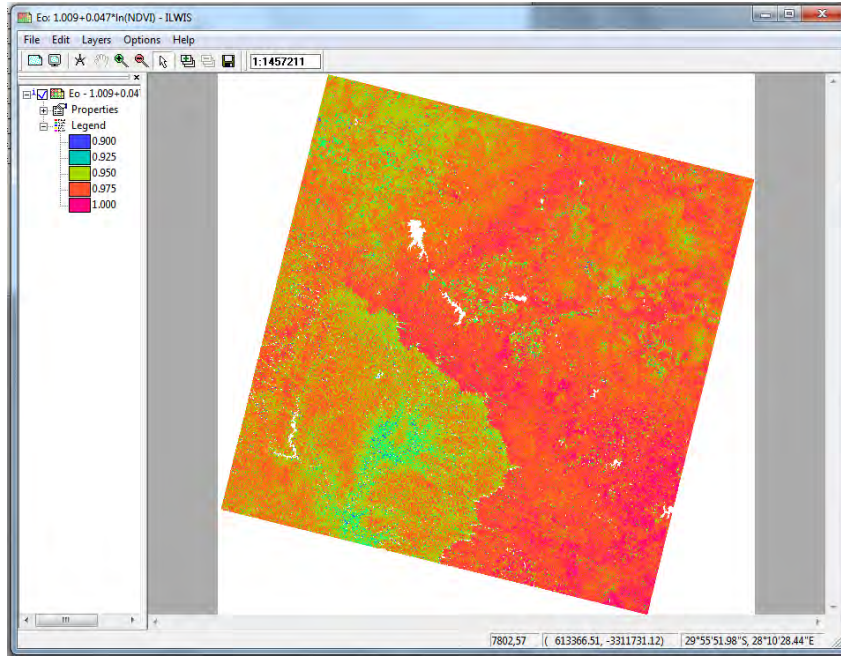 Eo: 1.009+0.047*ln(NDVI) - ILWIS
File Edit Layers Options Help
1:1457211
Eo - 1.009+0.04
Properties
Legend
0.900
0.925
0.950
0.975
1.000
7802,57 ( 613366.51, -3311731.12) 29°55'51.98"S, 28°10'28.44"E